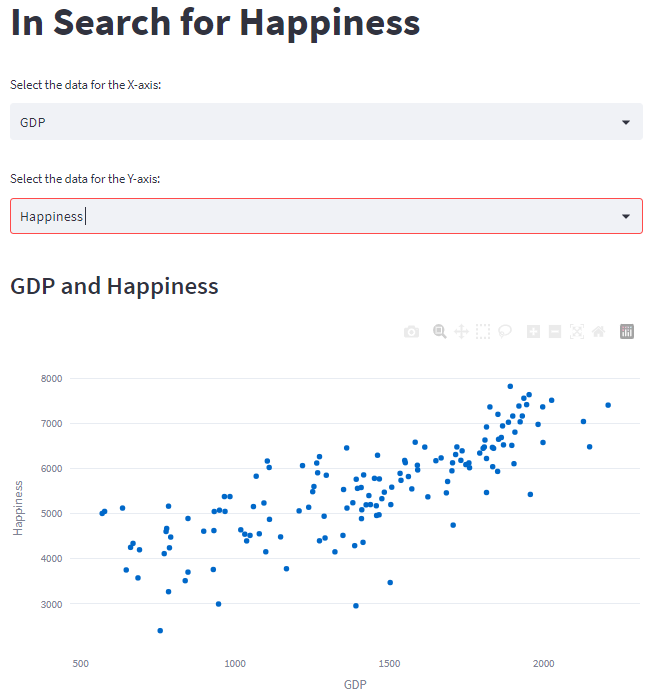 In Search for Happiness
Select the data for the X-axis:
GDP
Select the data for the Y-axis:
Happiness
GDP and Happiness
8000
7000
6000
5000
4000
3000
Happiness
500 1000 1500 2000
GDP